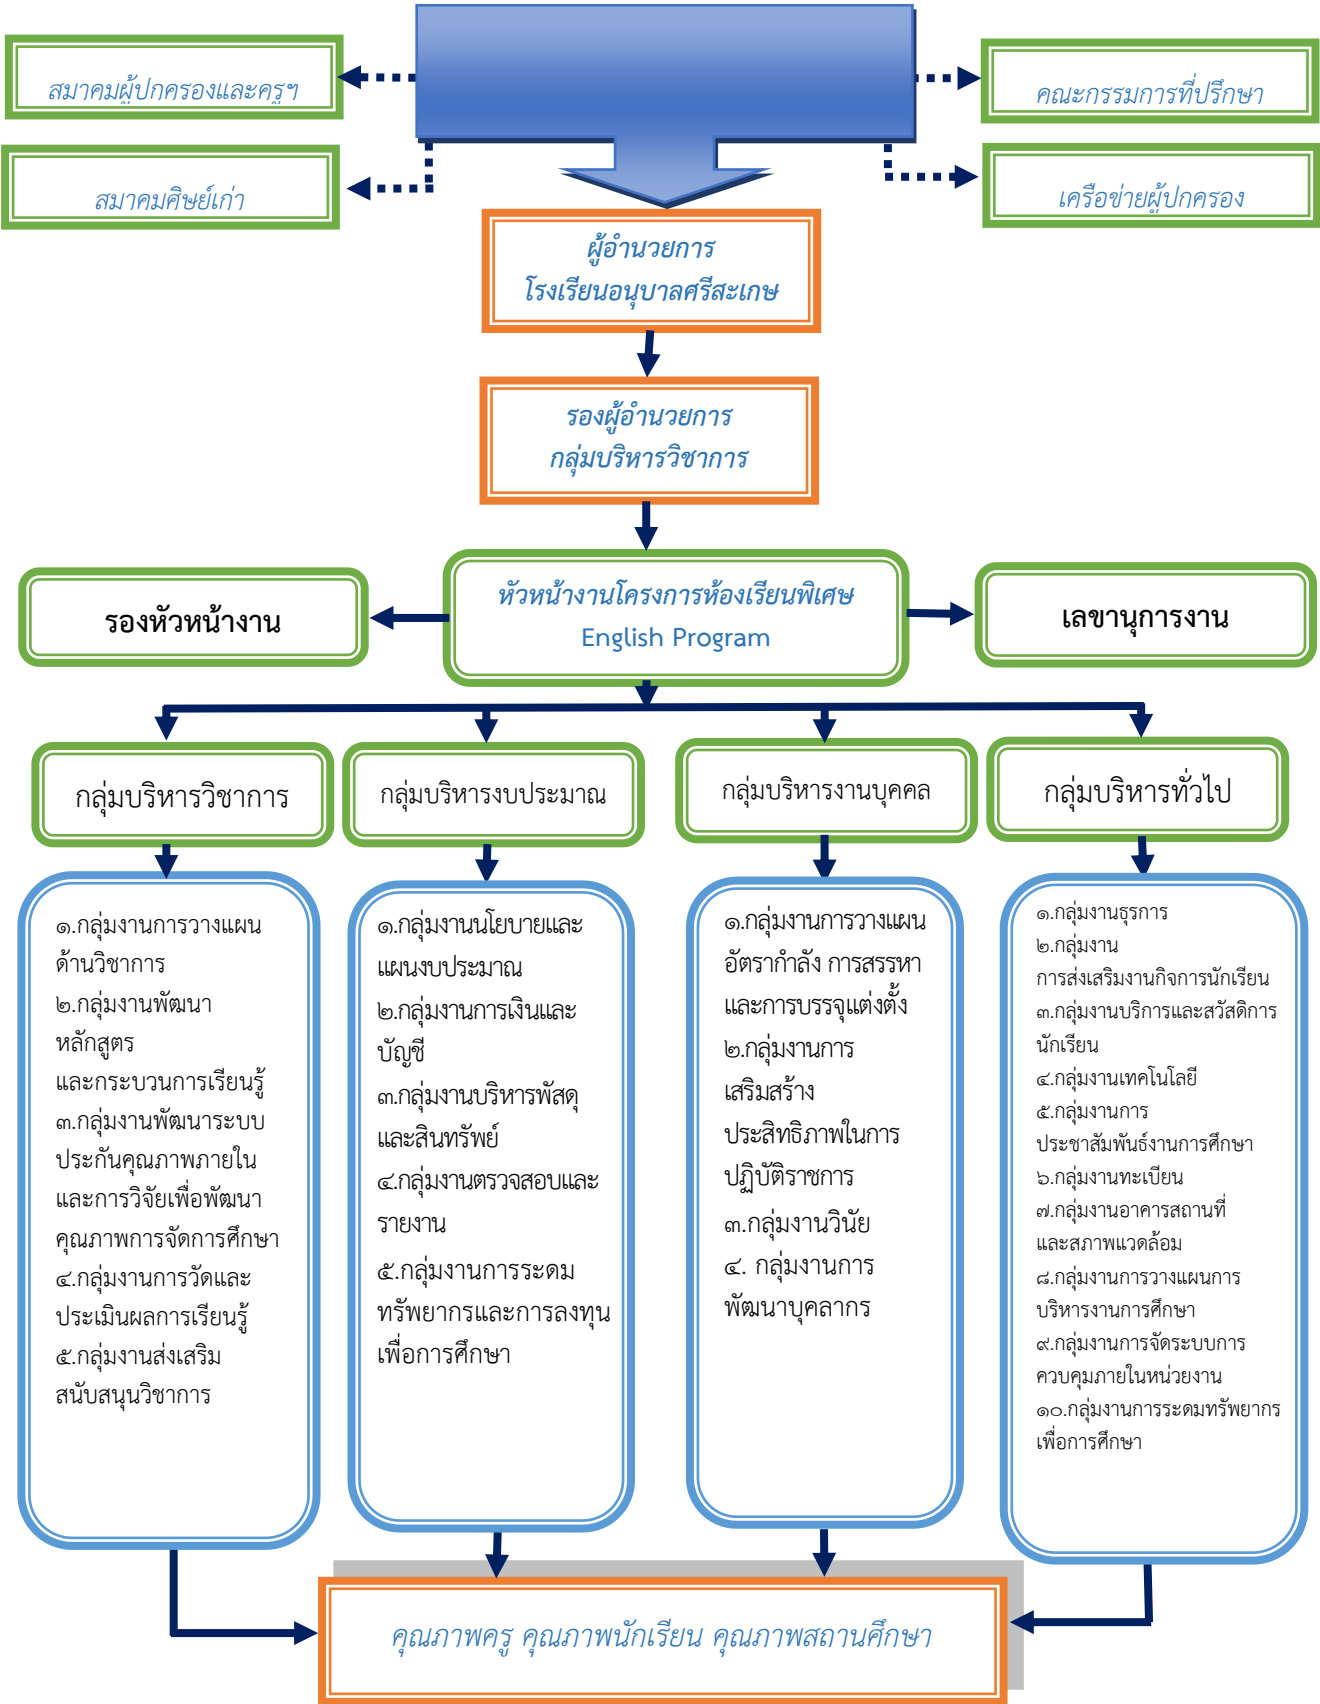 สมาคมผู้ปกครองและครูฯ
คณะกรรมการที่ปรึกษา
สมาคมศิษย์เก่า
เครือข่ายผู้ปกครอง
ผู้อำนวยการ
โรงเรียนอนุบาลศรีสะเกษ
รองผู้อำนวยการ
กลุ่มบริหารวิชาการ
หัวหน้างานโครงการห้องเรียนพิเศษ
English Program
รองหัวหน้างาน
เลขานุการงาน
กลุ่มบริหารวิชาการ
กลุ่มบริหารงบประมาณ
กลุ่มบริหารงานบุคคล
กลุ่มบริหารทั่วไป
๑.กลุ่มงานการวางแผน
ด้านวิชาการ
๒.กลุ่มงานพัฒนา
หลักสูตร
และกระบวนการเรียนรู้
๓.กลุ่มงานพัฒนาระบบ
ประกันคุณภาพภายใน
และการวิจัยเพื่อพัฒนา
คุณภาพการจัดการศึกษา
๔.กลุ่มงานการวัดและ
ประเมินผลการเรียนรู้
๕.กลุ่มงานส่งเสริม
สนับสนุนวิชาการ
๑.กลุ่มงานนโยบายและ
แผนงบประมาณ
๒.กลุ่มงานการเงินและ
บัญชี
๓.กลุ่มงานบริหารพัสดุ
และสินทรัพย์
๔.กลุ่มงานตรวจสอบและ
รายงาน
๕.กลุ่มงานการระดม
ทรัพยากรและการลงทุน
เพื่อการศึกษา
๑.กลุ่มงานการวางแผน
อัตรากำลัง การสรรหา
และการบรรจุแต่งตั้ง
๒.กลุ่มงานการ
เสริมสร้าง
ประสิทธิภาพในการ
ปฏิบัติราชการ
๓.กลุ่มงานวินัย
๔. กลุ่มงานการ
พัฒนาบุคลากร
๑.กลุ่มงานธุรการ
๒.กลุ่มงาน
การส่งเสริมงานกิจการนักเรียน
๓.กลุ่มงานบริการและสวัสดิการ
นักเรียน
๔.กลุ่มงานเทคโนโลยี
๕.กลุ่มงานการ
ประชาสัมพันธ์งานการศึกษา
๖.กลุ่มงานทะเบียน
๗.กลุ่มงานอาคารสถานที่
และสภาพแวดล้อม
๘.กลุ่มงานการวางแผนการ
บริหารงานการศึกษา
๙.กลุ่มงานการจัดระบบการ
ควบคุมภายในหน่วยงาน
๑๐.กลุ่มงานการระดมทรัพยากร
เพื่อการศึกษา
คุณภาพครู คุณภาพนักเรียน คุณภาพสถานศึกษา